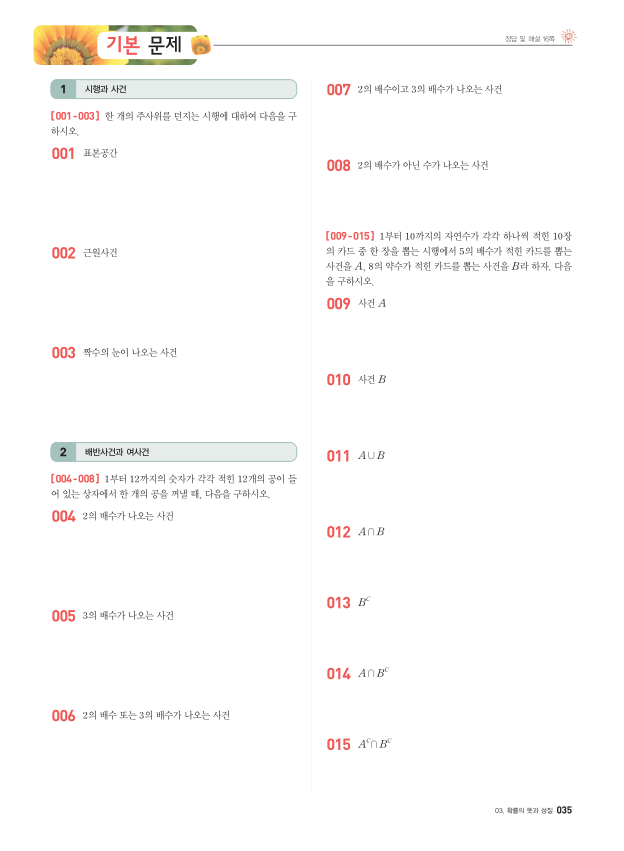 기본 문제
정답 및 해설 16쪽
1 시행과 사건
[001-003] 한 개의 주사위를 던지는 시행에 대하여 다음을 구
하시오.
001 표본공간
002 근원사건
003 짝수의 눈이 나오는 사건
2 배반사건과 여사건
[004-008] 1부터 12까지의 숫자가 각각 적힌 12개의 공이 들
어 있는 상자에서 한 개의 공을 꺼낼 때, 다음을 구하시오.
004 2의 배수가 나오는 사건
005 3의 배수가 나오는 사건
006 2의 배수 또는 3의 배수가 나오는 사건
007 2의 배수이고 3의 배수가 나오는 사건
008 2의 배수가 아닌 수가 나오는 사건
[009-015] 1부터 10까지의 자연수가 각각 하나씩 적힌 10장
의 카드 중 한 장을 뽑는 시행에서 5의 배수가 적힌 카드를 뽑는
사건을 A, 8의 약수가 적힌 카드를 뽑는 사건을 B라 하자. 다음
을 구하시오.
009 사건 A
010 사건 B
011 A∪B
012 A∩B
013 Bᶜ
014 A∩Bᶜ
015 Aᶜ∩Bᶜ
03. 확률의 뜻과 성질 035